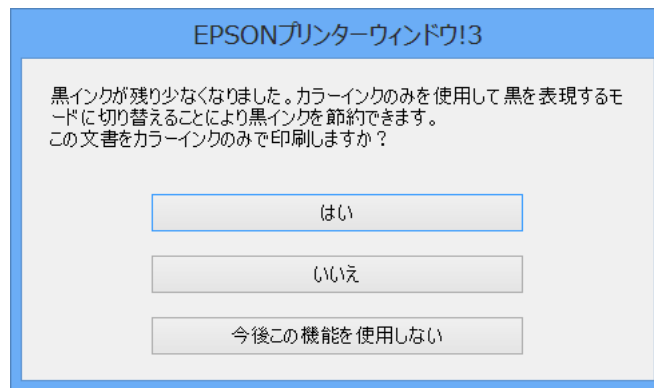 EPSONプリンターウィンドウ!3
黒インクが残り少なくなりました。カラーインクのみを使用して黒を表現するモ
ードに切り替えることにより黒インクを節約できます。
この文書をカラーインクのみで印刷しますか？
はい
いいえ
今後この機能を使用しない